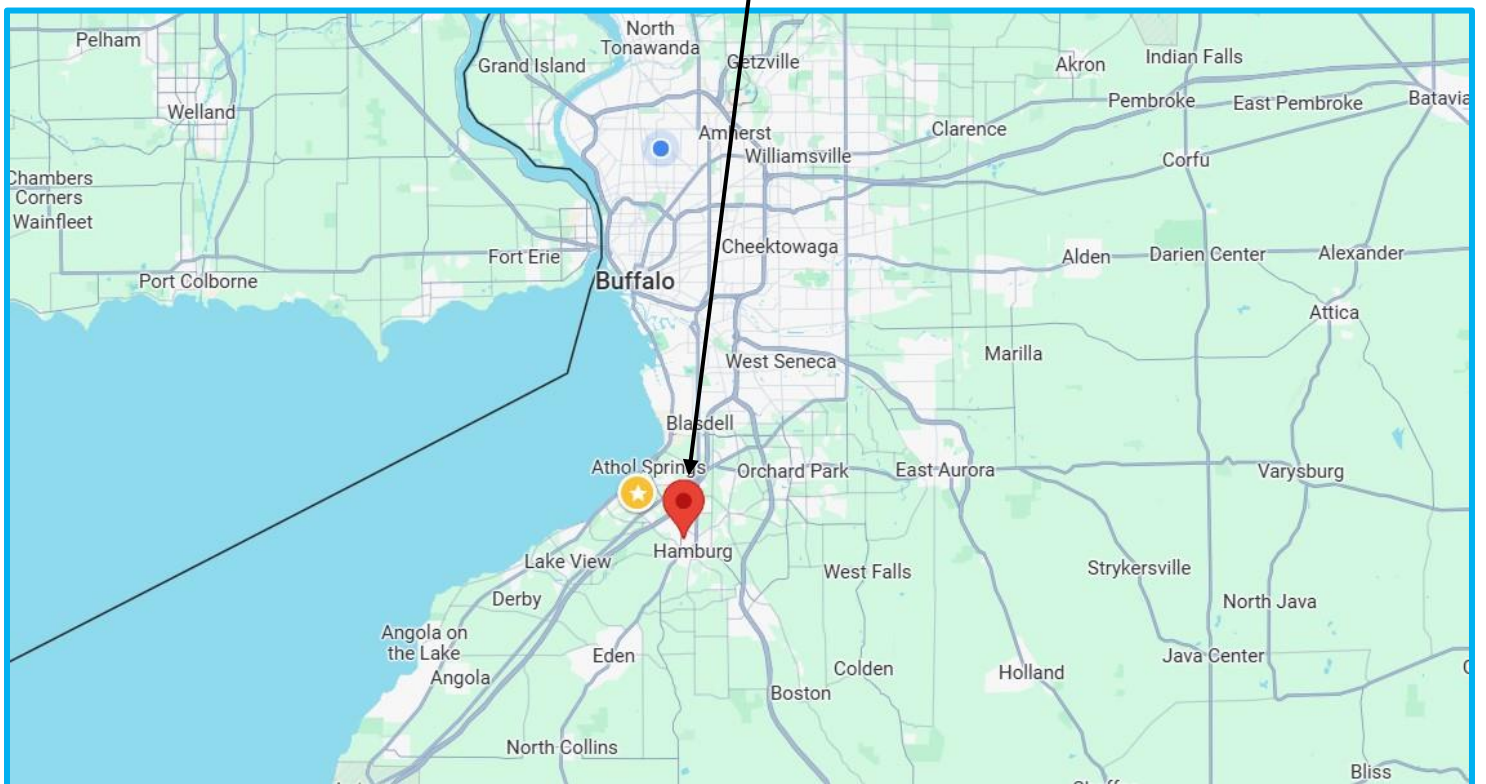 North
Tonawanda
Pelham
Grand Island
Getzville
Akron
Indian Falls
Welland
Pembroke
East Pembroke
Batavia
Amherst
Clarence
Williamsville
Corfu
Chambers
Corners
Wainfleet
Cheektowaga
Fort Erie
Alden
Darien Center
Alexander
Port Colborne
Buffalo
Attica
West Seneca
Marilla
Blasdell
Athol Springs
Orchard Park
East Aurora
Varysburg
Hamburg
Lake View
West Falls
Strykersville
Derby
North Java
Angola on
the Lake
Eden
Java Center
Angola
Colden
Holland
Boston
North Collins
Bliss